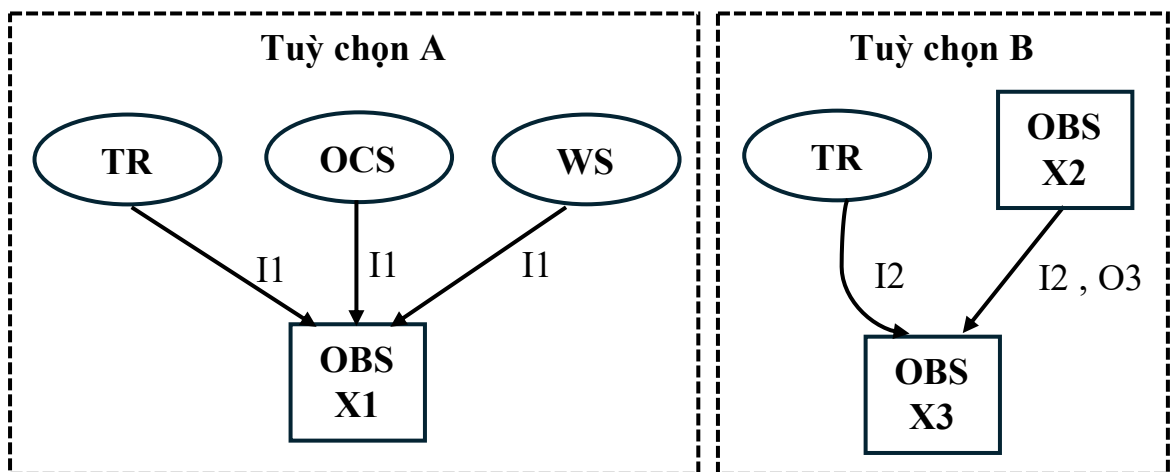 Tuỳ chọn A
TR
OCS
WS
I1
I1
I1
OBS
X1
Tuỳ chọn B
TR
OBS
X2
I2
I2 , O3
OBS
X3